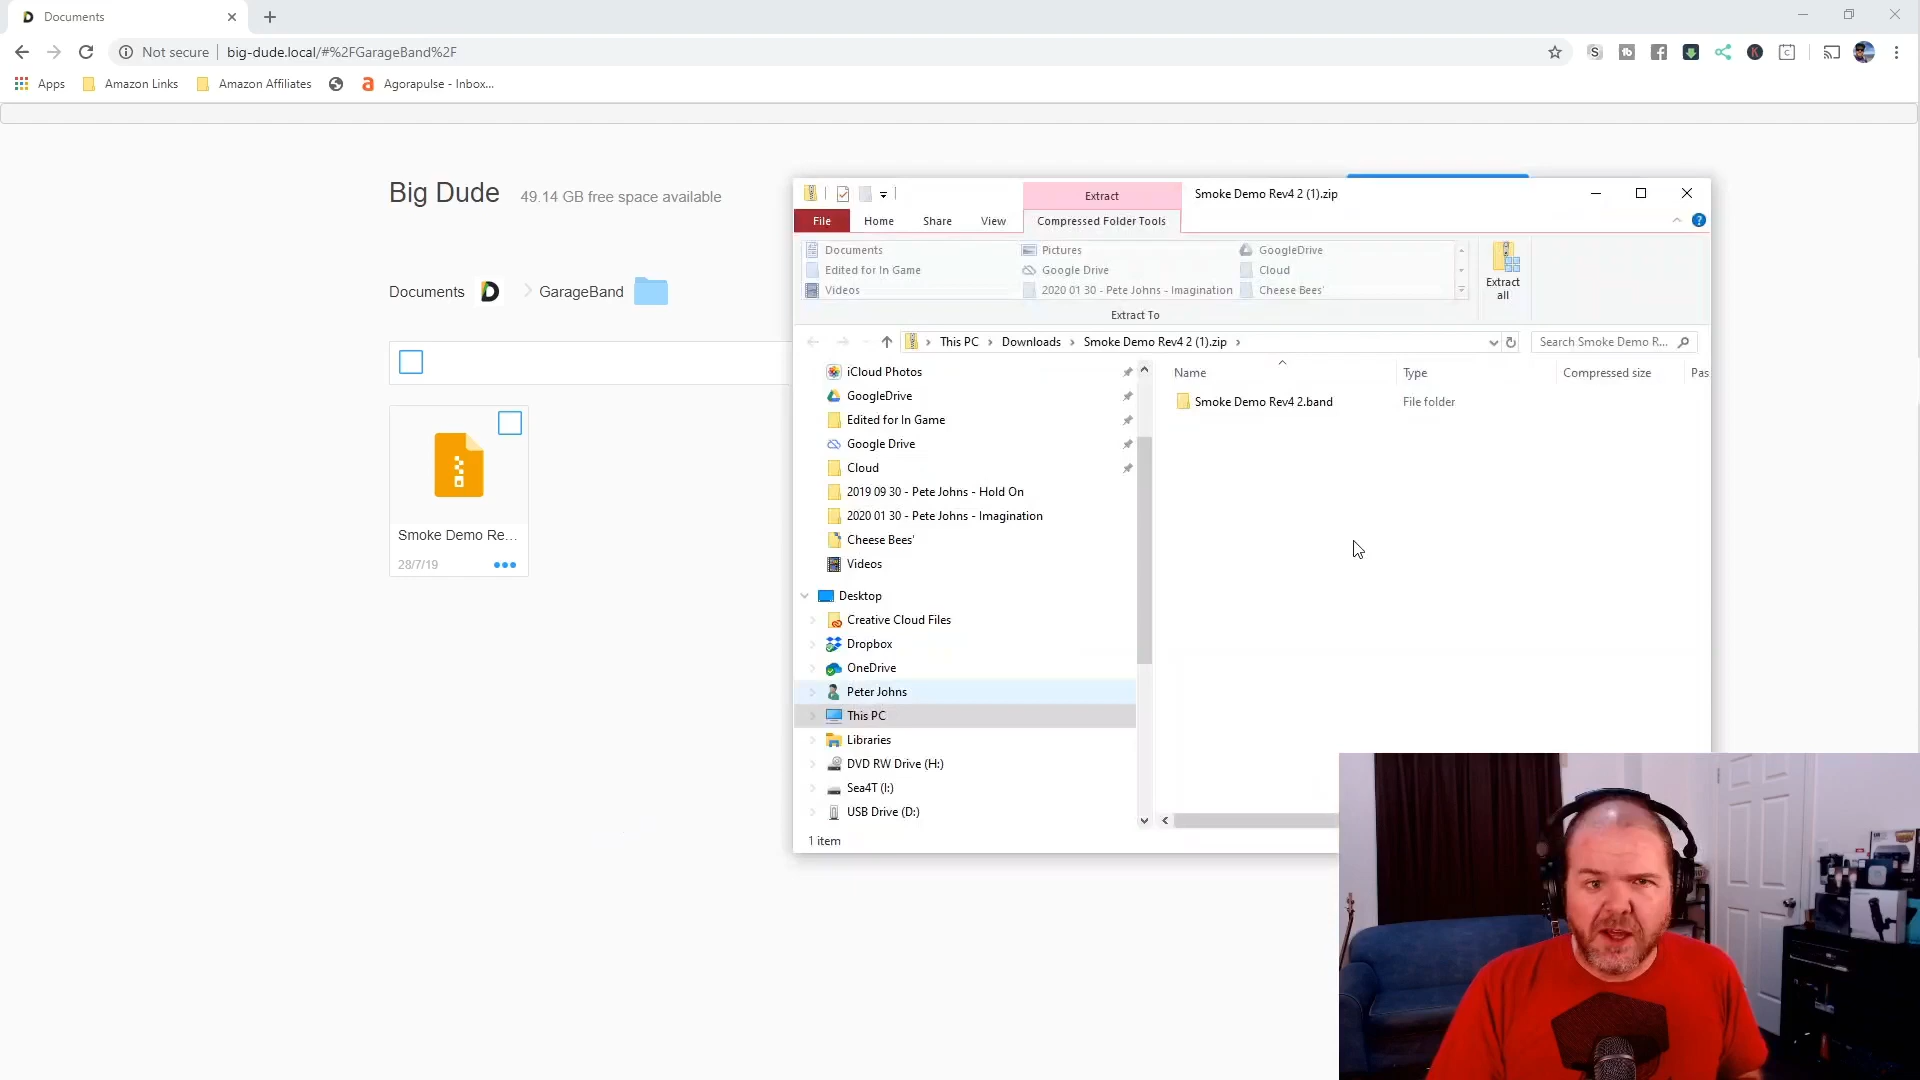 Documents
Not secure
big-dude.local/#%2FGarageBand%2F
Apps
Amazon Links
Amazon Affiliates
Agorapulse - Inbox...
Big Dude
49.14 GB free space available
Documents
GarageBand
Smoke Demo Re...
28/7/19
Extract
Smoke Demo Rev4 2 (1).zip
File
Home
Share
View
Compressed Folder Tools
Documents
Pictures
GoogleDrive
Edited for In Game
Google Drive
Cloud
Videos
2020 01 30 - Pete Johns - Imagination
Cheese Bees'
Extract all
Extract To
This PC
Downloads
Smoke Demo Rev4 2 (1).zip
Search Smoke Demo R...
Name
Type
Compressed size
Pas
Smoke Demo Rev4 2.band
File folder
iCloud Photos
GoogleDrive
Edited for In Game
Google Drive
Cloud
2019 09 30 - Pete Johns - Hold On
2020 01 30 - Pete Johns - Imagination
Cheese Bees'
Videos
Desktop
Creative Cloud Files
Dropbox
OneDrive
Peter Johns
This PC
Libraries
DVD RW Drive (H:)
Sea4T (I:)
USB Drive (D:)
1 item